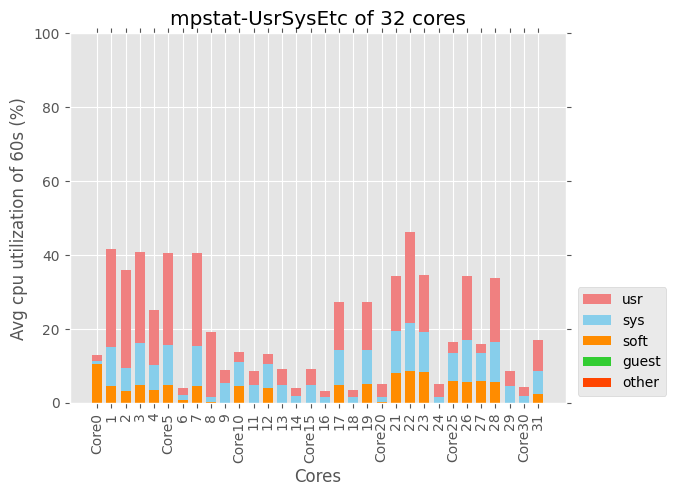 mpstat-UsrSysEtc of 32 cores
Avg cpu utilization of 60s (%)
100
80
60
40
20
0
Core0
1
2
3
4
Core5
6
7
8
9
Core10
11
12
13
14
Core15
16
17
18
19
Core20
21
22
23
24
Core25
26
27
28
29
Core30
31
Cores
usr
sys
soft
guest
other